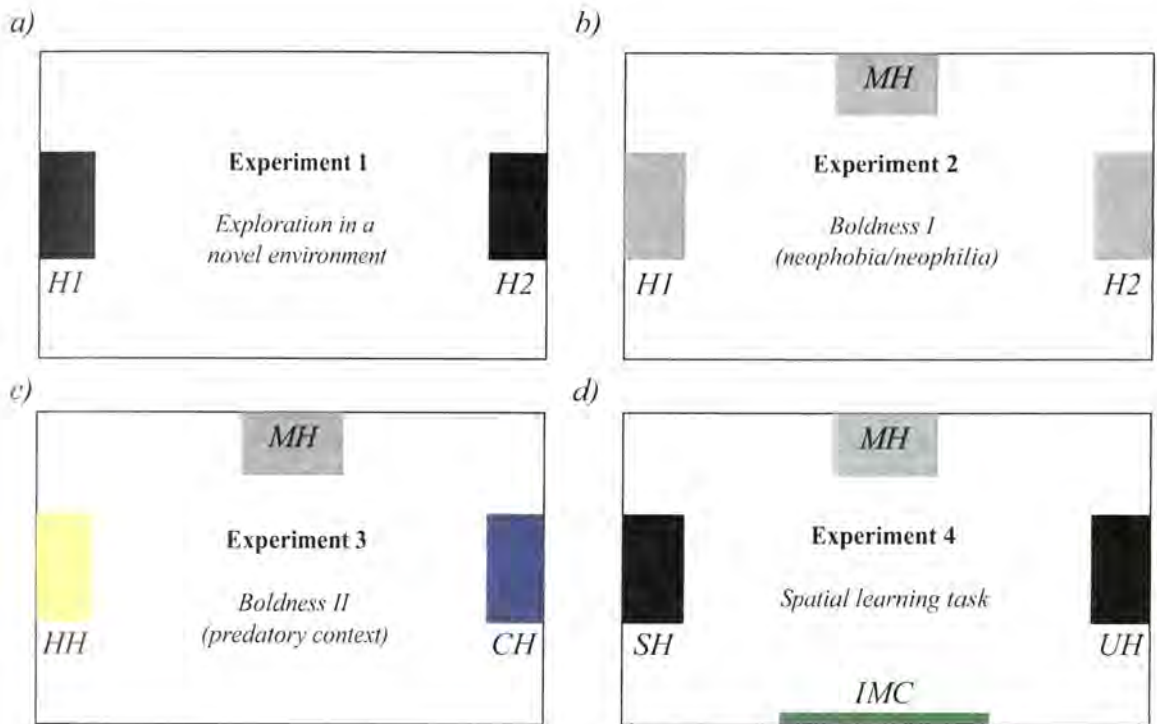 a)
Experiment 1
Exploration in a
novel environment
H1
H2
b)
MH
Experiment 2
Boldness I
(neophobia/neophilia)
H1
H2
c)
MH
Experiment 3
Boldness II
(predatory context)
HH
CH
d)
MH
Experiment 4
Spatial learning task
SH
UH
IMC